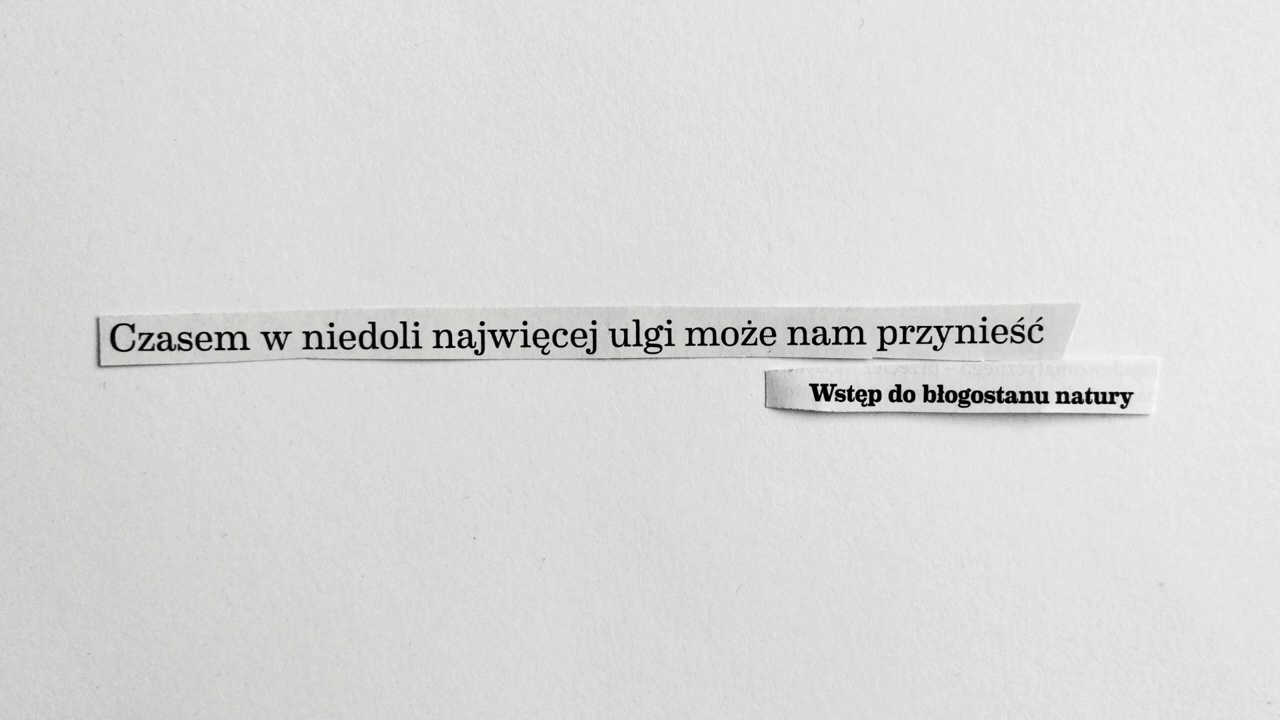 Czasem w niedoli najwięcej ulgi może nam przynieść
Wstęp do błogostanu natury